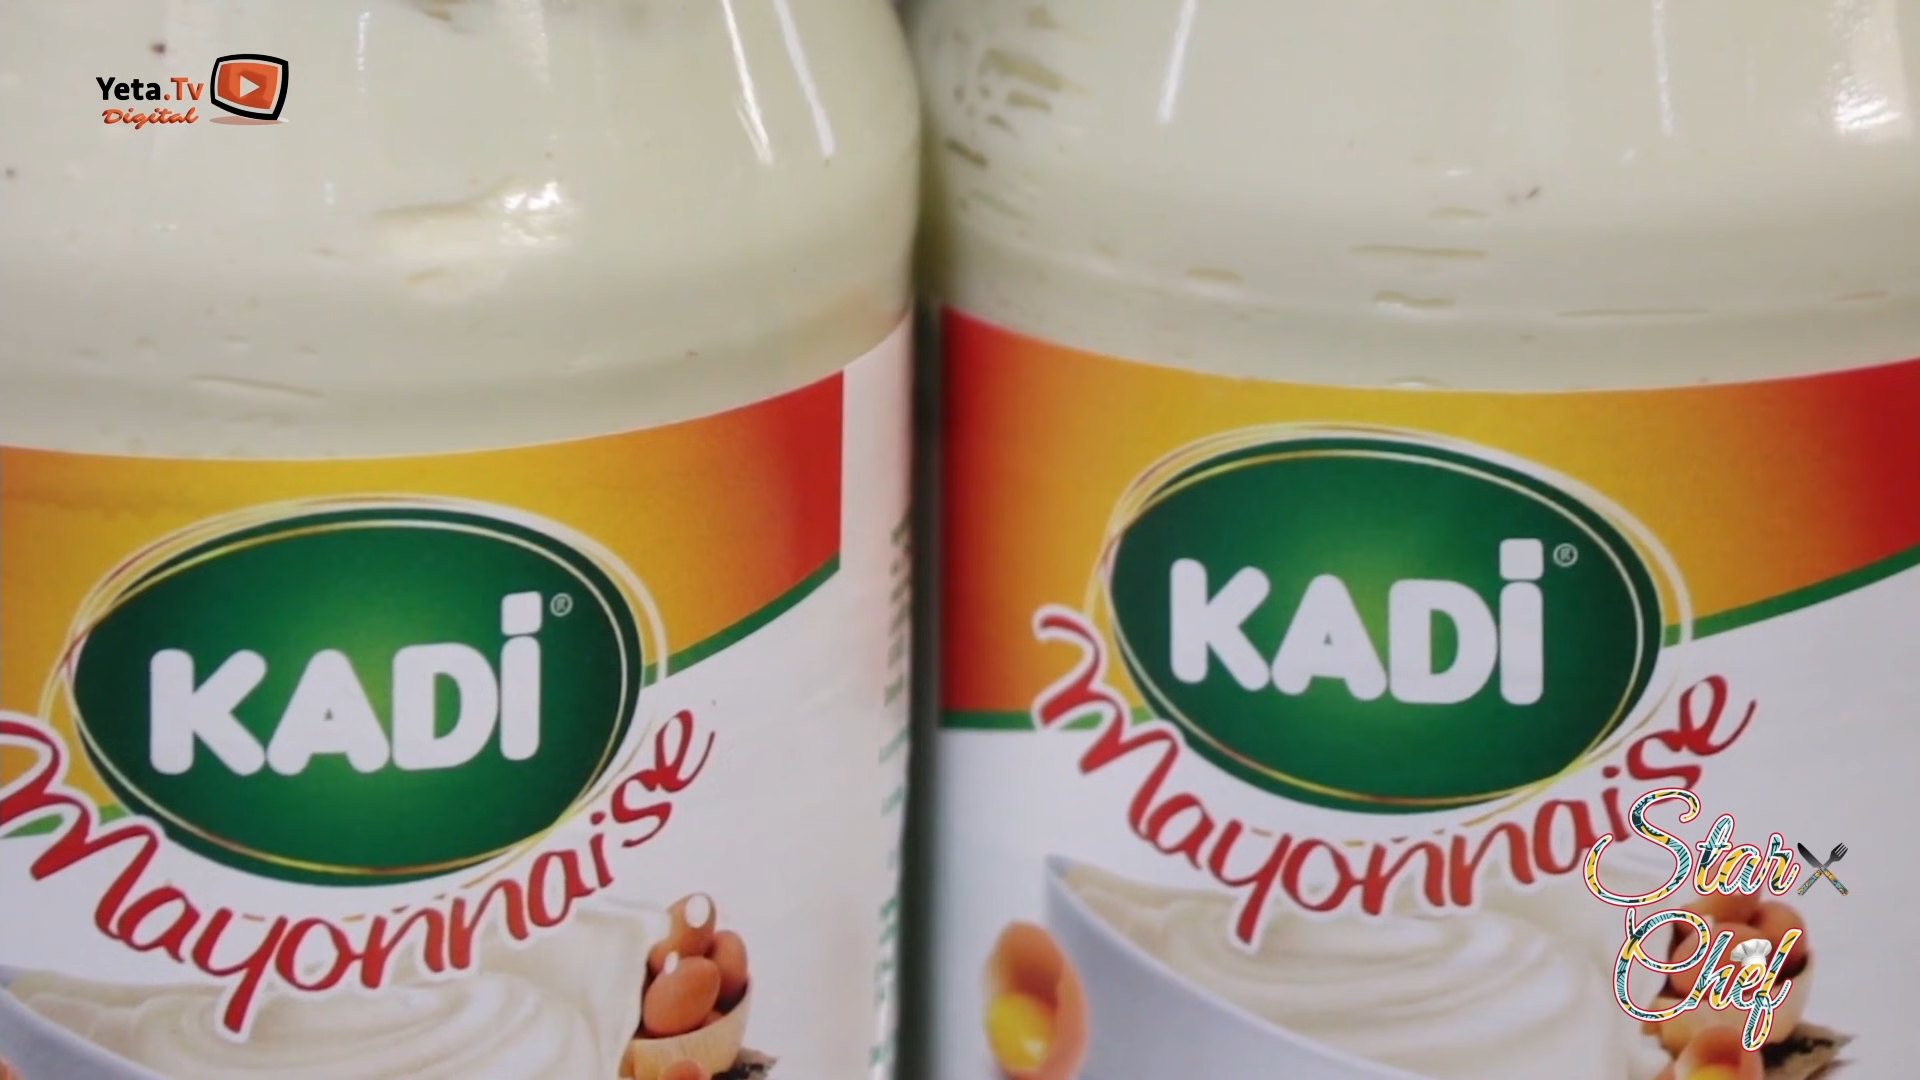 Yeta.Tv
Digital
KADİ®
Mayonnaise
KADİ®
Mayonnaise
Star
Chef